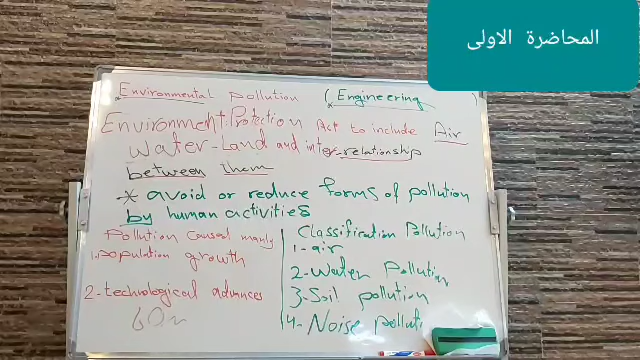 المحاضرة الاولى
Environmental pollution (Engineering)
Environment Protection Act to include Air
Water-Land and inter-relationship
between them
* avoid or reduce forms of pollution
by human activities
Pollution caused manly
1. population growth
2- technological advances
Classification Pollution
1- air
2- Water Pollution
3- Soil pollution
4- Noise polluti